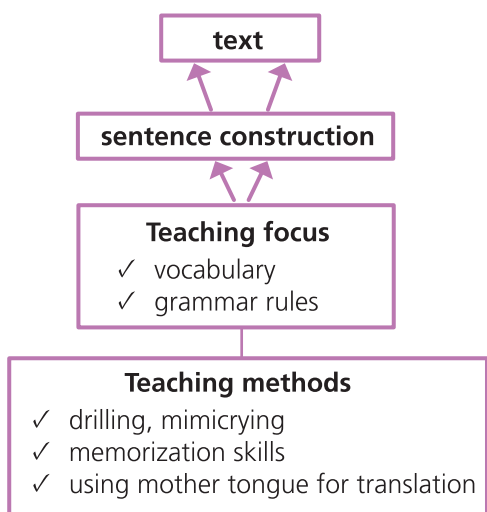 text
sentence construction
Teaching focus
✓ vocabulary
✓ grammar rules
Teaching methods
✓ drilling, mimicrying
✓ memorization skills
✓ using mother tongue for translation